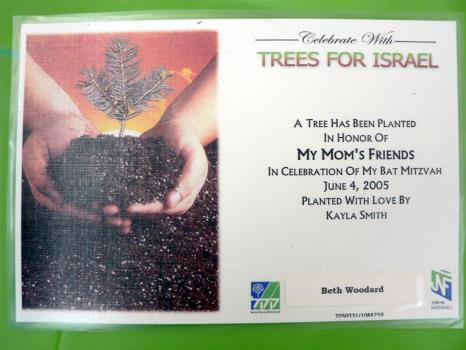 Celebrate With
TREES FOR ISRAEL
A TREE HAS BEEN PLANTED
IN HONOR OF
MY MOM'S FRIENDS
IN CELEBRATION OF MY BAT MITZVAH
JUNE 4, 2005
PLANTED WITH LOVE BY
KAYLA SMITH
Beth Woodard
JNF